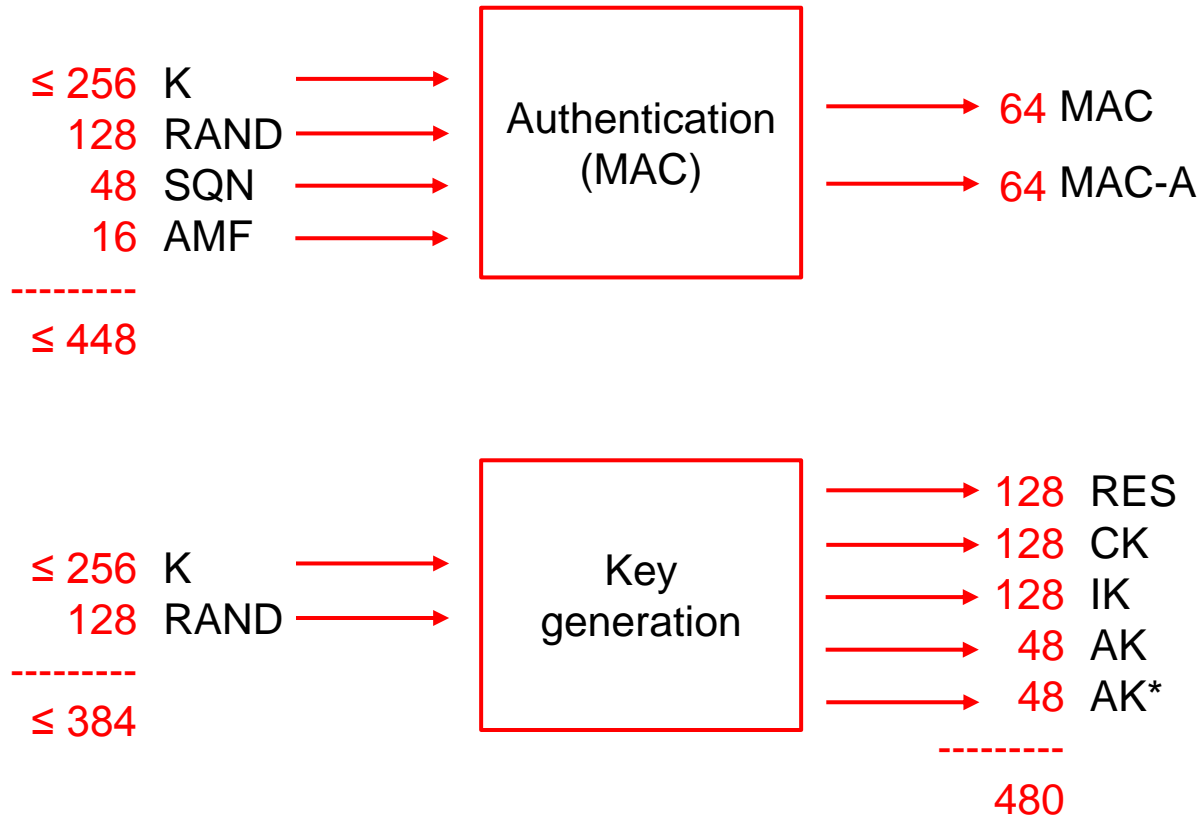 ≤ 256 K
128 RAND
48 SQN
16 AMF
---------
≤ 448
Authentication
(MAC)
64 MAC
64 MAC-A
≤ 256 K
128 RAND
---------
≤ 384
Key
generation
128 RES
128 CK
128 IK
48 AK
48 AK*
---------
480